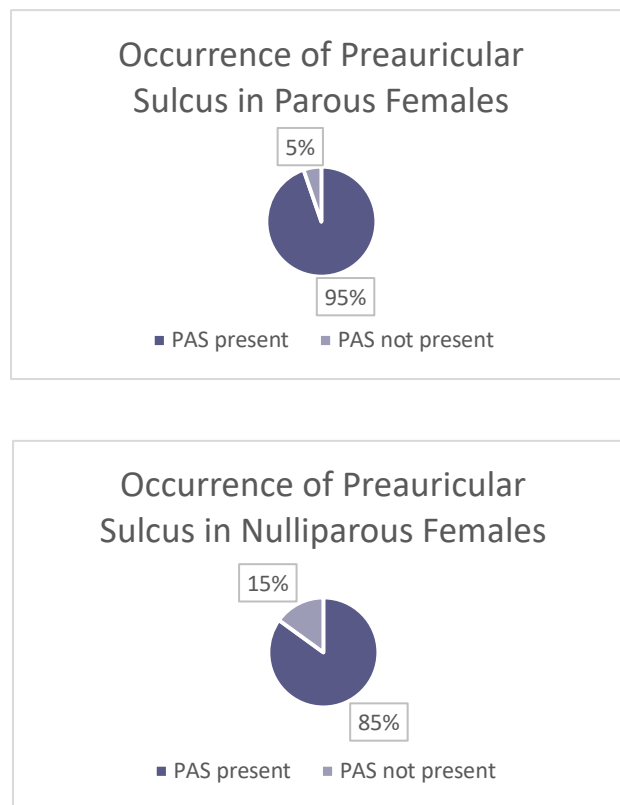 Occurrence of Preauricular
Sulcus in Parous Females
5%
95%
PAS present PAS not present
Occurrence of Preauricular
Sulcus in Nulliparous Females
15%
85%
PAS present PAS not present